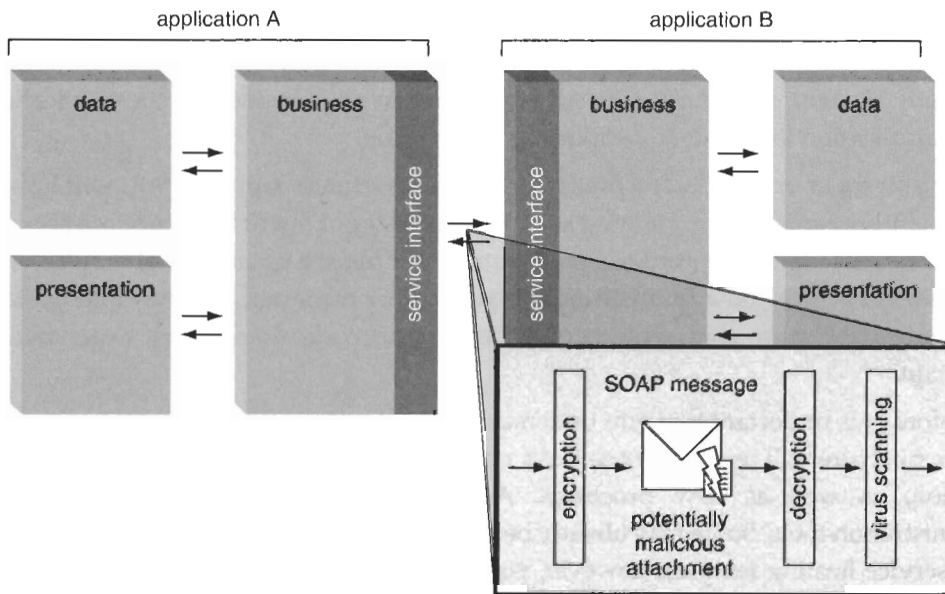 application A
application B
data
business
service interface
presentation
service interface
business
data
presentation
SOAP message
encryption
potentially
malicious
attachment
decryption
virus scanning